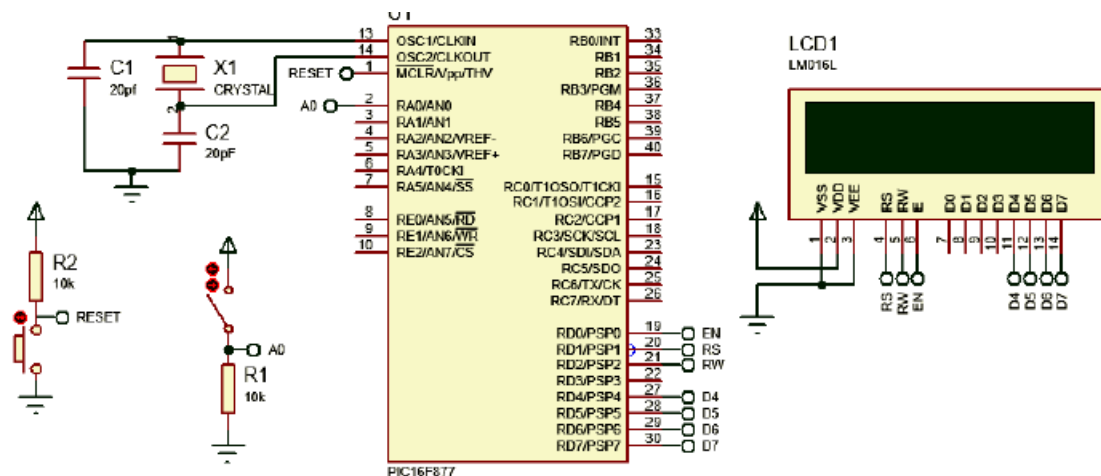 U1
13 OSC1/CLKIN
14 OSC2/CLKOUT
RESET 1 MCLR/Vpp/THV
A0 2 RA0/AN0
3 RA1/AN1
4 RA2/AN2/VREF-
5 RA3/AN3/VREF+
6 RA4/T0CKI
7 RA5/AN4/SS
8 RE0/AN5/RD
9 RE1/AN6/WR
10 RE2/AN7/CS
RB0/INT 33
RB1 34
RB2 35
RB3/PGM 36
RB4 37
RB5 38
RB6/PGC 39
RB7/PGD 40
RC0/T1OSO/T1CKI 15
RC1/T1OSI/CCP2 16
RC2/CCP1 17
RC3/SCK/SCL 18
RC4/SDI/SDA 23
RC5/SDO 24
RC6/TX/CK 25
RC7/RX/DT 26
RD0/PSP0 19 EN
RD1/PSP1 20 RS
RD2/PSP2 21 RW
RD3/PSP3 22
RD4/PSP4 27 D4
RD5/PSP5 28 D5
RD6/PSP6 29 D6
RD7/PSP7 30 D7
PIC16F877
C1
20pf
X1
CRYSTAL
2
C2
20pF
R2
10k
RESET
A0
R1
10k
LCD1
LM016L
VSS VDD VEE RS RW E D0 D1 D2 D3 D4 D5 D6 D7
1 2 3 4 5 6 7 8 9 10 11 12 13 14
RS RW EN D4 D5 D6 D7